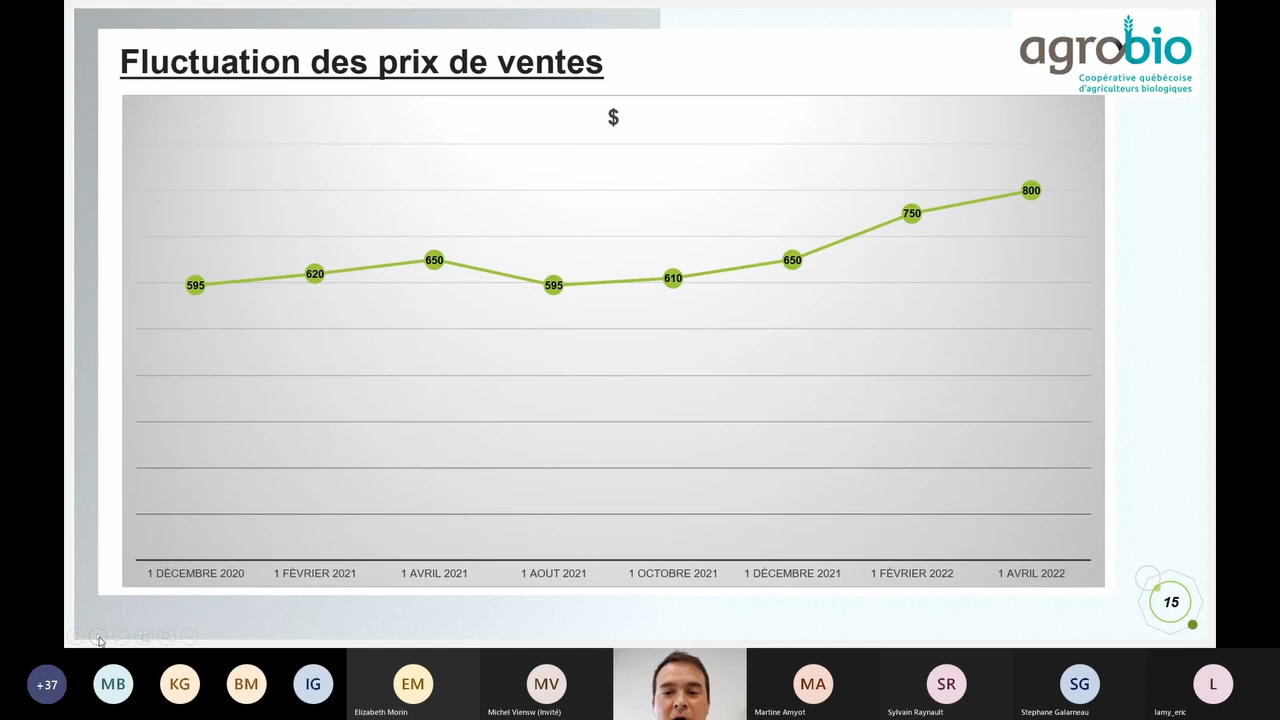 Fluctuation des prix de ventes
agrobio
Coopérative québécoise
d'agriculteurs biologiques
$
595
620
650
595
610
650
750
800
1 DÉCEMBRE 2020
1 FÉVRIER 2021
1 AVRIL 2021
1 AOUT 2021
1 OCTOBRE 2021
1 DÉCEMBRE 2021
1 FÉVRIER 2022
1 AVRIL 2022
15
+37
MB
KG
BM
IG
EM
Elizabeth Morin
MV
Michel Viensw (Invité)
MA
Martine Amyot
SR
Sylvain Raynault
SG
Stephane Galarneau
L
lamy_eric